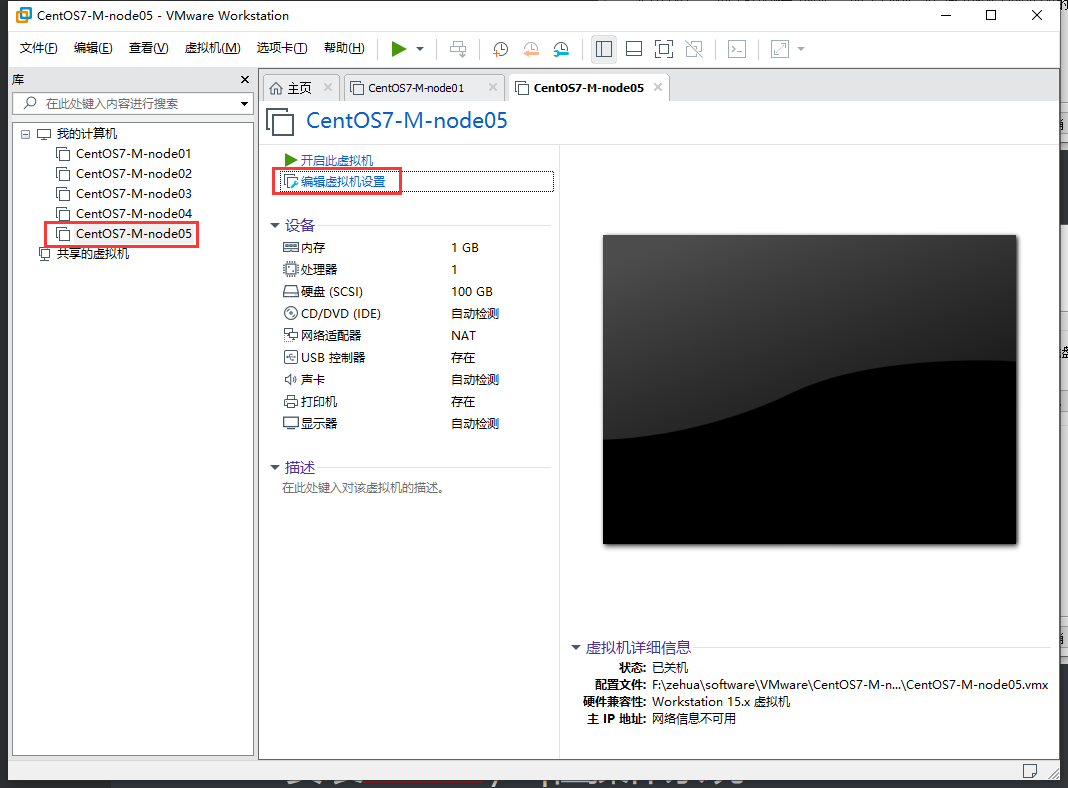 CentOS7-M-node05 - VMware Workstation
文件(F) 编辑(E) 查看(V) 虚拟机(M) 选项卡(T) 帮助(H)
库
在此处键入内容进行搜索
我的计算机
CentOS7-M-node01
CentOS7-M-node02
CentOS7-M-node03
CentOS7-M-node04
CentOS7-M-node05
共享的虚拟机
主页 CentOS7-M-node01 CentOS7-M-node05
CentOS7-M-node05
开启此虚拟机
编辑虚拟机设置
设备
内存 1 GB
处理器 1
硬盘 (SCSI) 100 GB
CD/DVD (IDE) 自动检测
网络适配器 NAT
USB 控制器 存在
声卡 自动检测
打印机 存在
显示器 自动检测
描述
在此处键入对该虚拟机的描述。
虚拟机详细信息
状态: 已关机
配置文件: F:\zehua\software\VMware\CentOS7-M-n...\CentOS7-M-node05.vmx
硬件兼容性: Workstation 15.x 虚拟机
主 IP 地址: 网络信息不可用